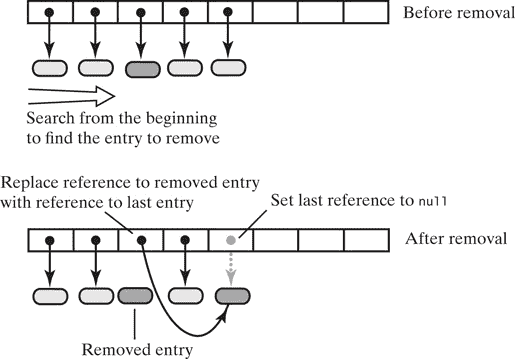 Before removal
Search from the beginning
to find the entry to remove
Replace reference to removed entry
with reference to last entry
Set last reference to null
After removal
Removed entry